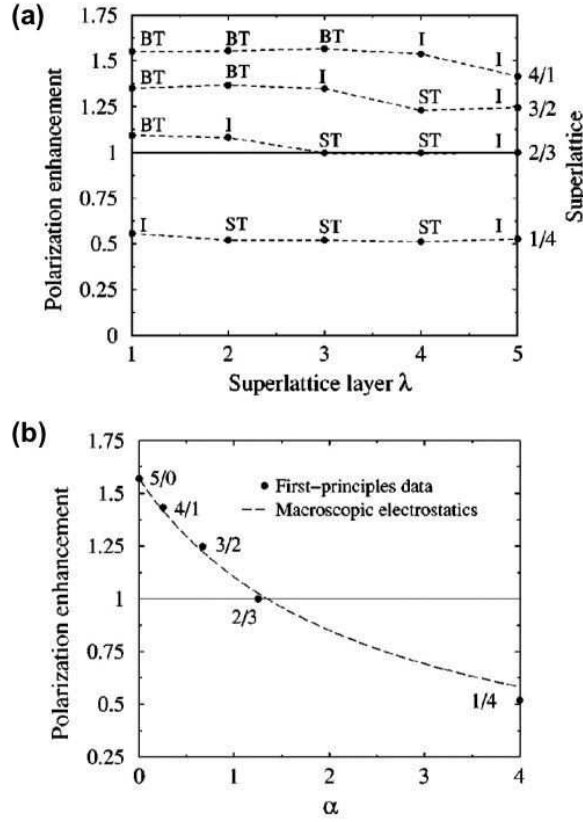 (a)
1.75
1.5
1.25
1
0.75
0.5
0.25
0
Polarization enhancement
BT BT BT I I 4/1
BT BT I ST I 3/2
BT I ST ST I 2/3
I ST ST ST I 1/4
Superlattice
1 2 3 4 5
Superlattice layer λ
(b)
1.75
1.5
1.25
1
0.75
0.5
0.25
Polarization enhancement
5/0
4/1
3/2
2/3
1/4
First-principles data
Macroscopic electrostatics
0 1 2 3 4
α